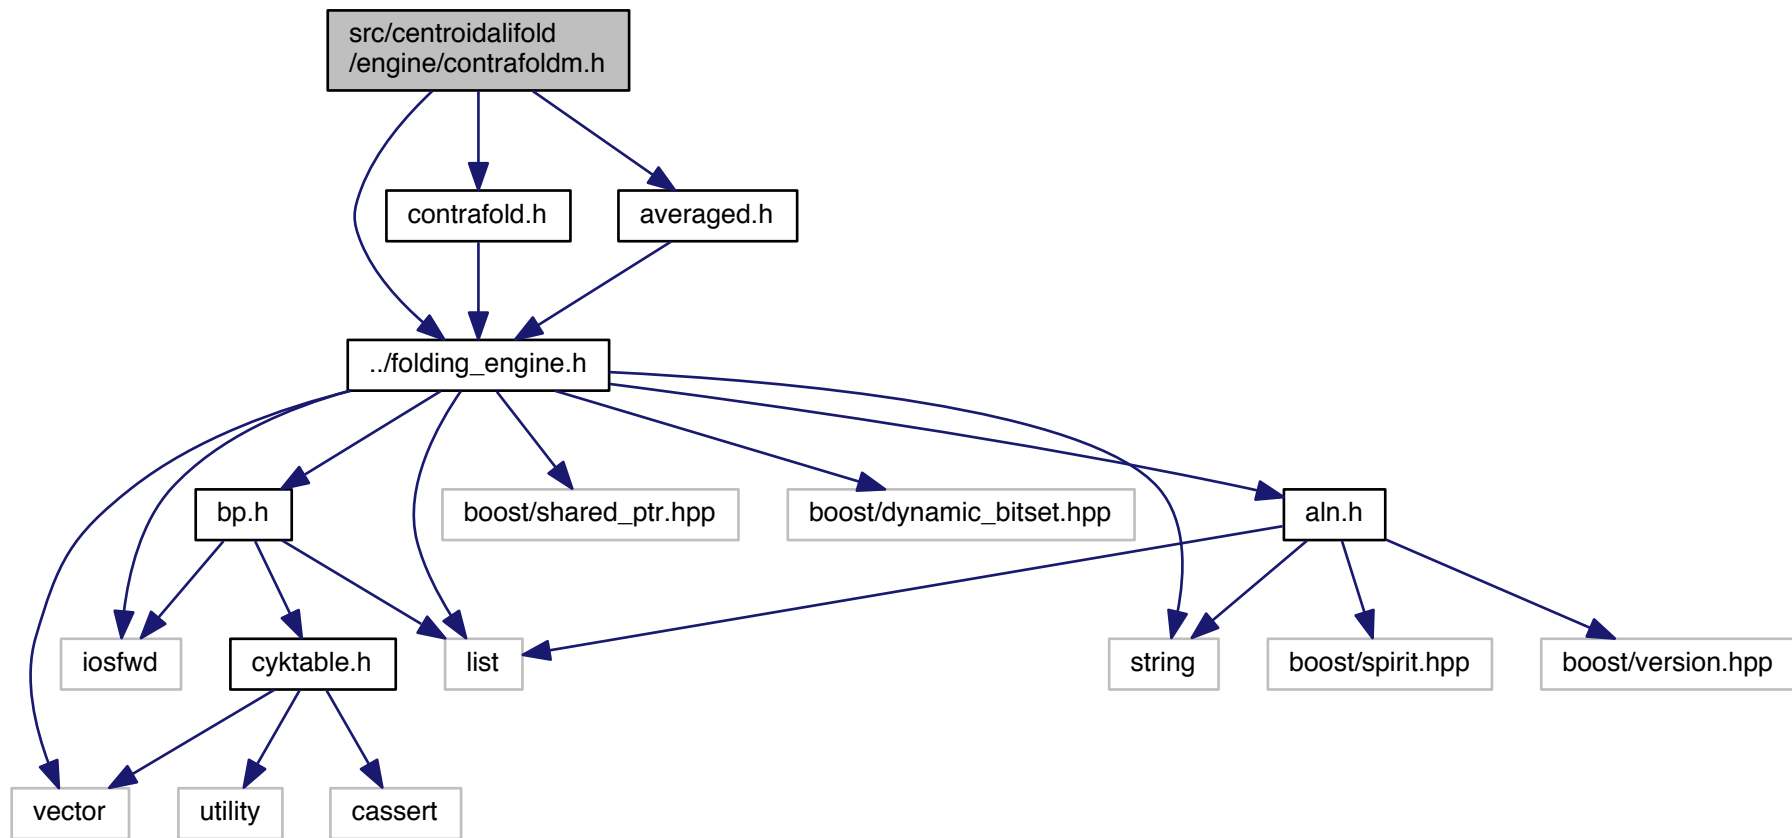 src/centroidalifold
/engine/contrafoldm.h
contrafold.h
averaged.h
../folding_engine.h
bp.h
boost/shared_ptr.hpp
boost/dynamic_bitset.hpp
aln.h
iosfwd
cyktable.h
list
string
boost/spirit.hpp
boost/version.hpp
vector
utility
cassert